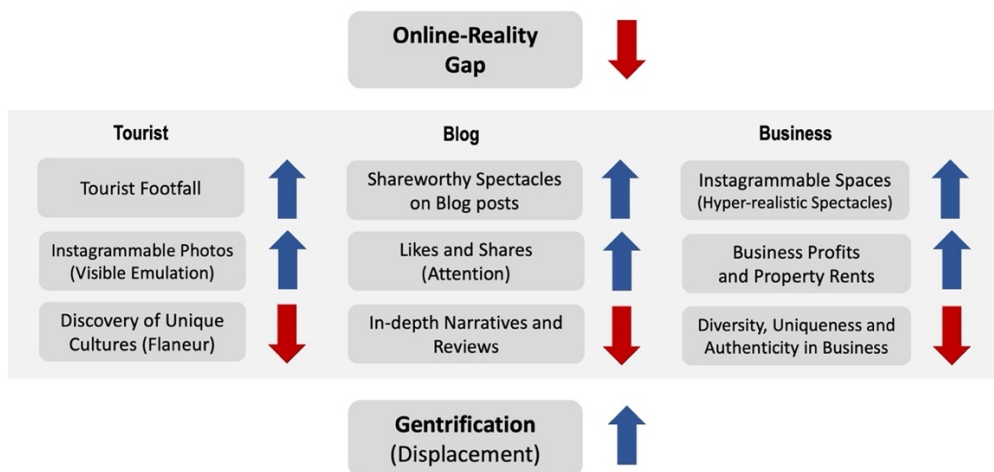 Online-Reality
Gap
Tourist
Blog
Business
Tourist Footfall
Shareworthy Spectacles
on Blog posts
Instagrammable Spaces
(Hyper-realistic Spectacles)
Instagrammable Photos
(Visible Emulation)
Likes and Shares
(Attention)
Business Profits
and Property Rents
Discovery of Unique
Cultures (Flaneur)
In-depth Narratives and
Reviews
Diversity, Uniqueness and
Authenticity in Business
Gentrification
(Displacement)